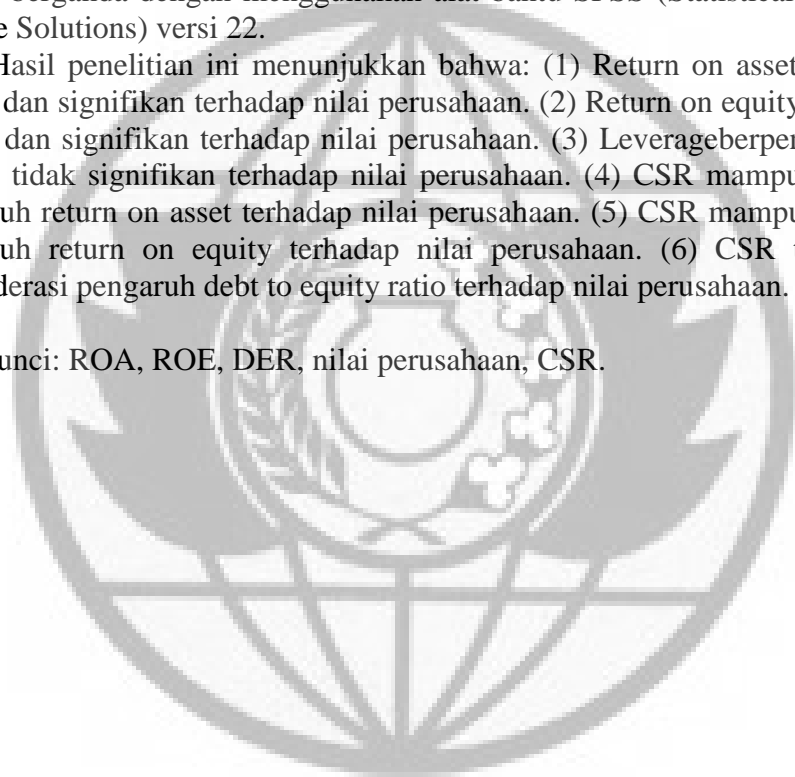 berganda dengan menggunakan alat bantu SPSS (Statistical
Solutions) versi 22.
Hasil penelitian ini menunjukkan bahwa: (1) Return on asset
dan signifikan terhadap nilai perusahaan. (2) Return on equity
dan signifikan terhadap nilai perusahaan. (3) Leverageberpen
tidak signifikan terhadap nilai perusahaan. (4) CSR mampu
uh return on asset terhadap nilai perusahaan. (5) CSR mampu
uh return on equity terhadap nilai perusahaan. (6) CSR
derasi pengaruh debt to equity ratio terhadap nilai perusahaan.
unci: ROA, ROE, DER, nilai perusahaan, CSR.